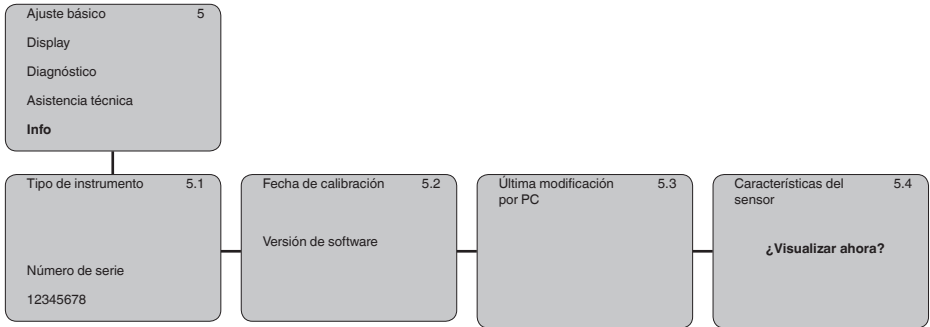 Ajuste básico 5
Display
Diagnóstico
Asistencia técnica
Info
Tipo de instrumento 5.1
Número de serie
12345678
Fecha de calibración 5.2
Versión de software
Última modificación 5.3
por PC
Características del 5.4
sensor
¿Visualizar ahora?